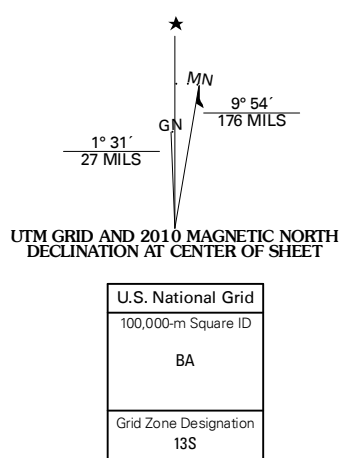 ★
MN
GN
9° 54´
176 MILS
1° 31´
27 MILS
UTM GRID AND 2010 MAGNETIC NORTH
DECLINATION AT CENTER OF SHEET
U.S. National Grid
100,000-m Square ID
BA
Grid Zone Designation
13S